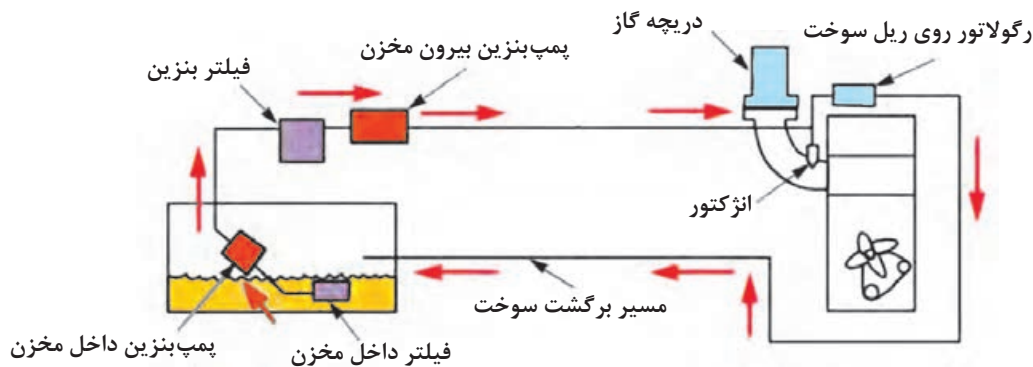 رگولاتور روی ریل سوخت
دریچه گاز
پمپ‌بنزین بیرون مخزن
فیلتر بنزین
انژکتور
مسیر برگشت سوخت
فیلتر داخل مخزن
پمپ‌بنزین داخل مخزن